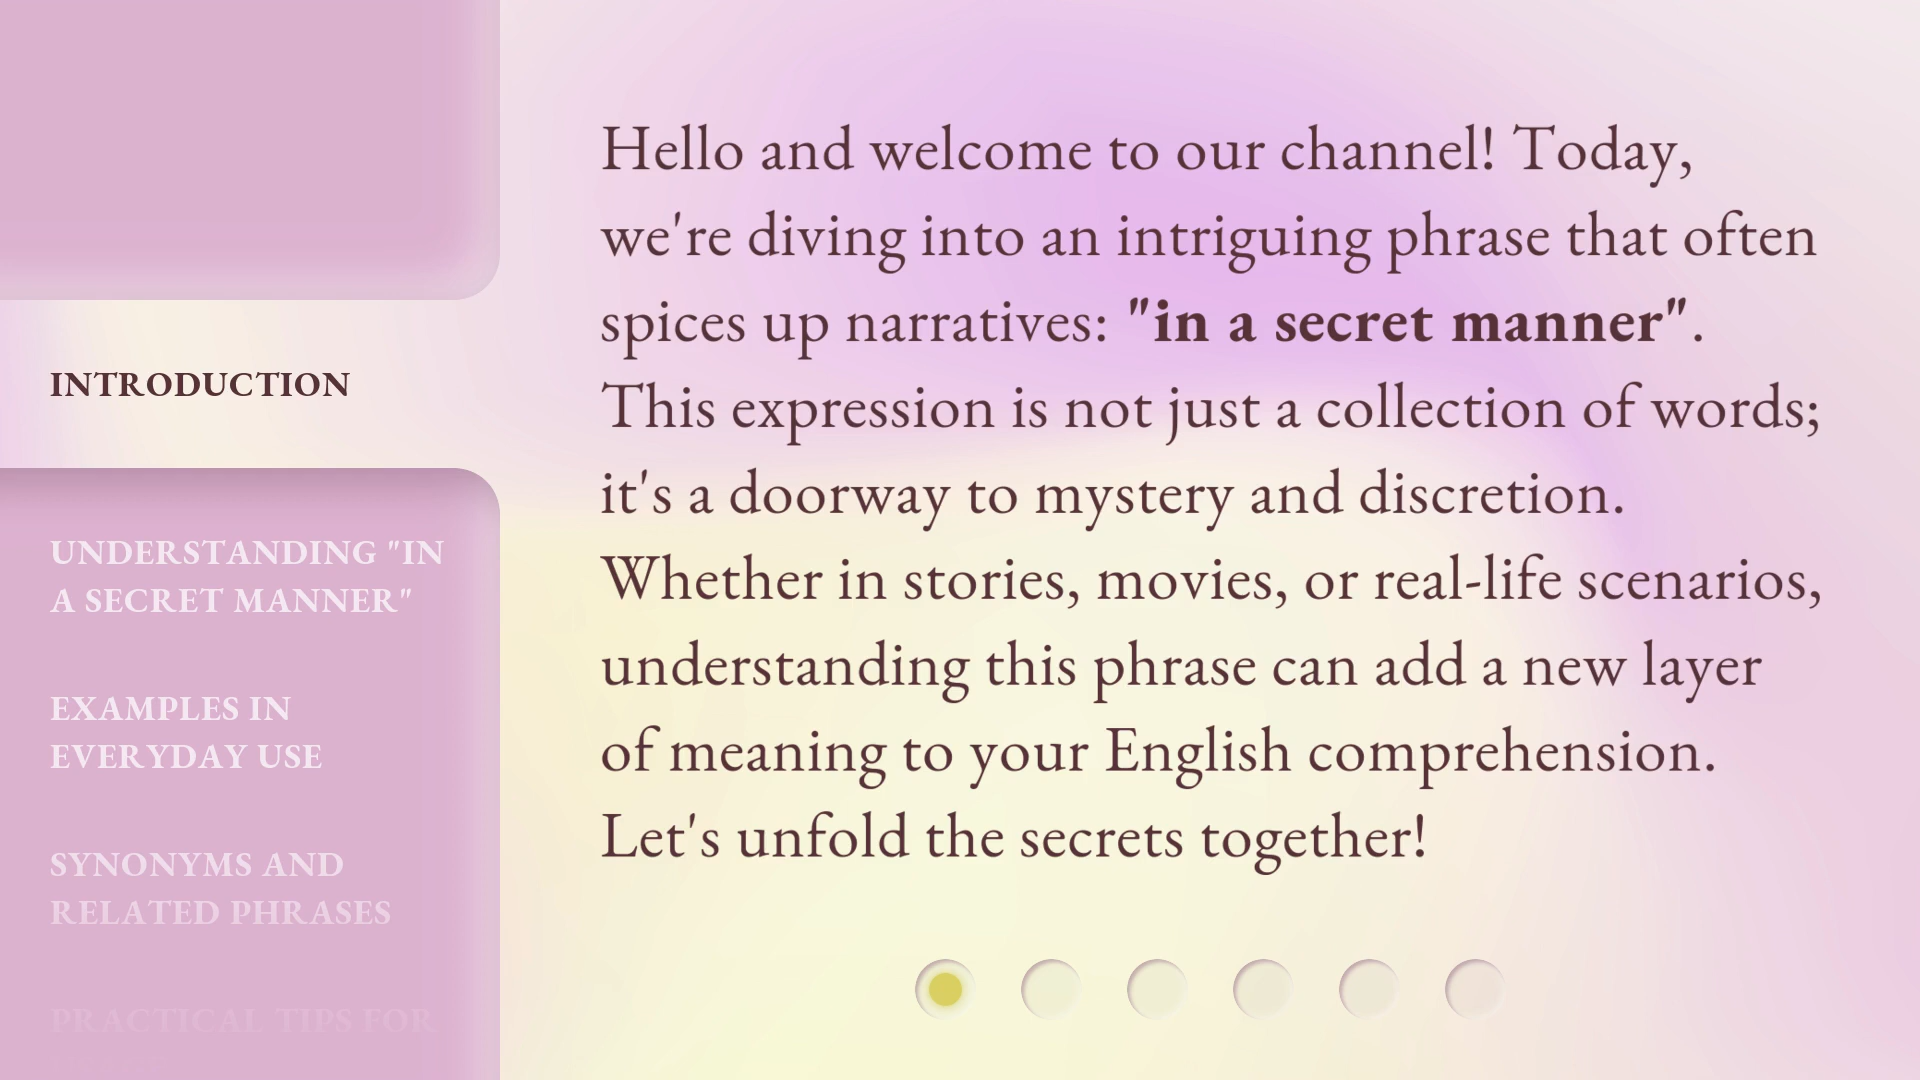 INTRODUCTION
UNDERSTANDING "IN
A SECRET MANNER"
EXAMPLES IN
EVERYDAY USE
SYNONYMS AND
RELATED PHRASES
PRACTICAL TIPS FOR
Hello and welcome to our channel! Today,
we're diving into an intriguing phrase that often
spices up narratives: "in a secret manner".
This expression is not just a collection of words;
it's a doorway to mystery and discretion.
Whether in stories, movies, or real-life scenarios,
understanding this phrase can add a new layer
of meaning to your English comprehension.
Let's unfold the secrets together!